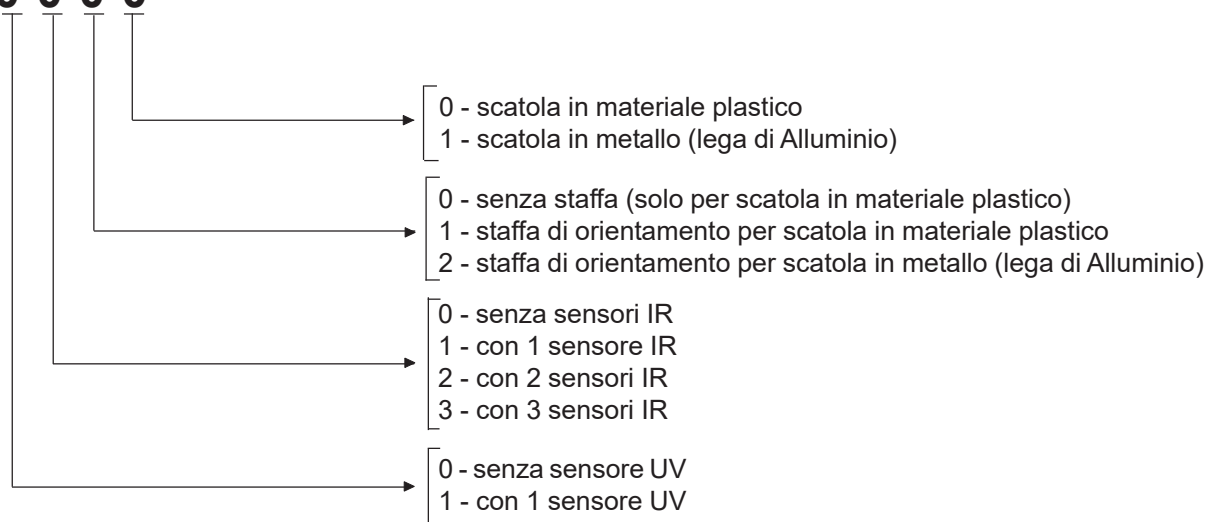 0 - scatola in materiale plastico
1 - scatola in metallo (lega di Alluminio)
0 - senza staffa (solo per scatola in materiale plastico)
1 - staffa di orientamento per scatola in materiale plastico
2 - staffa di orientamento per scatola in metallo (lega di Alluminio)
0 - senza sensori IR
1 - con 1 sensore IR
2 - con 2 sensori IR
3 - con 3 sensori IR
0 - senza sensore UV
1 - con 1 sensore UV